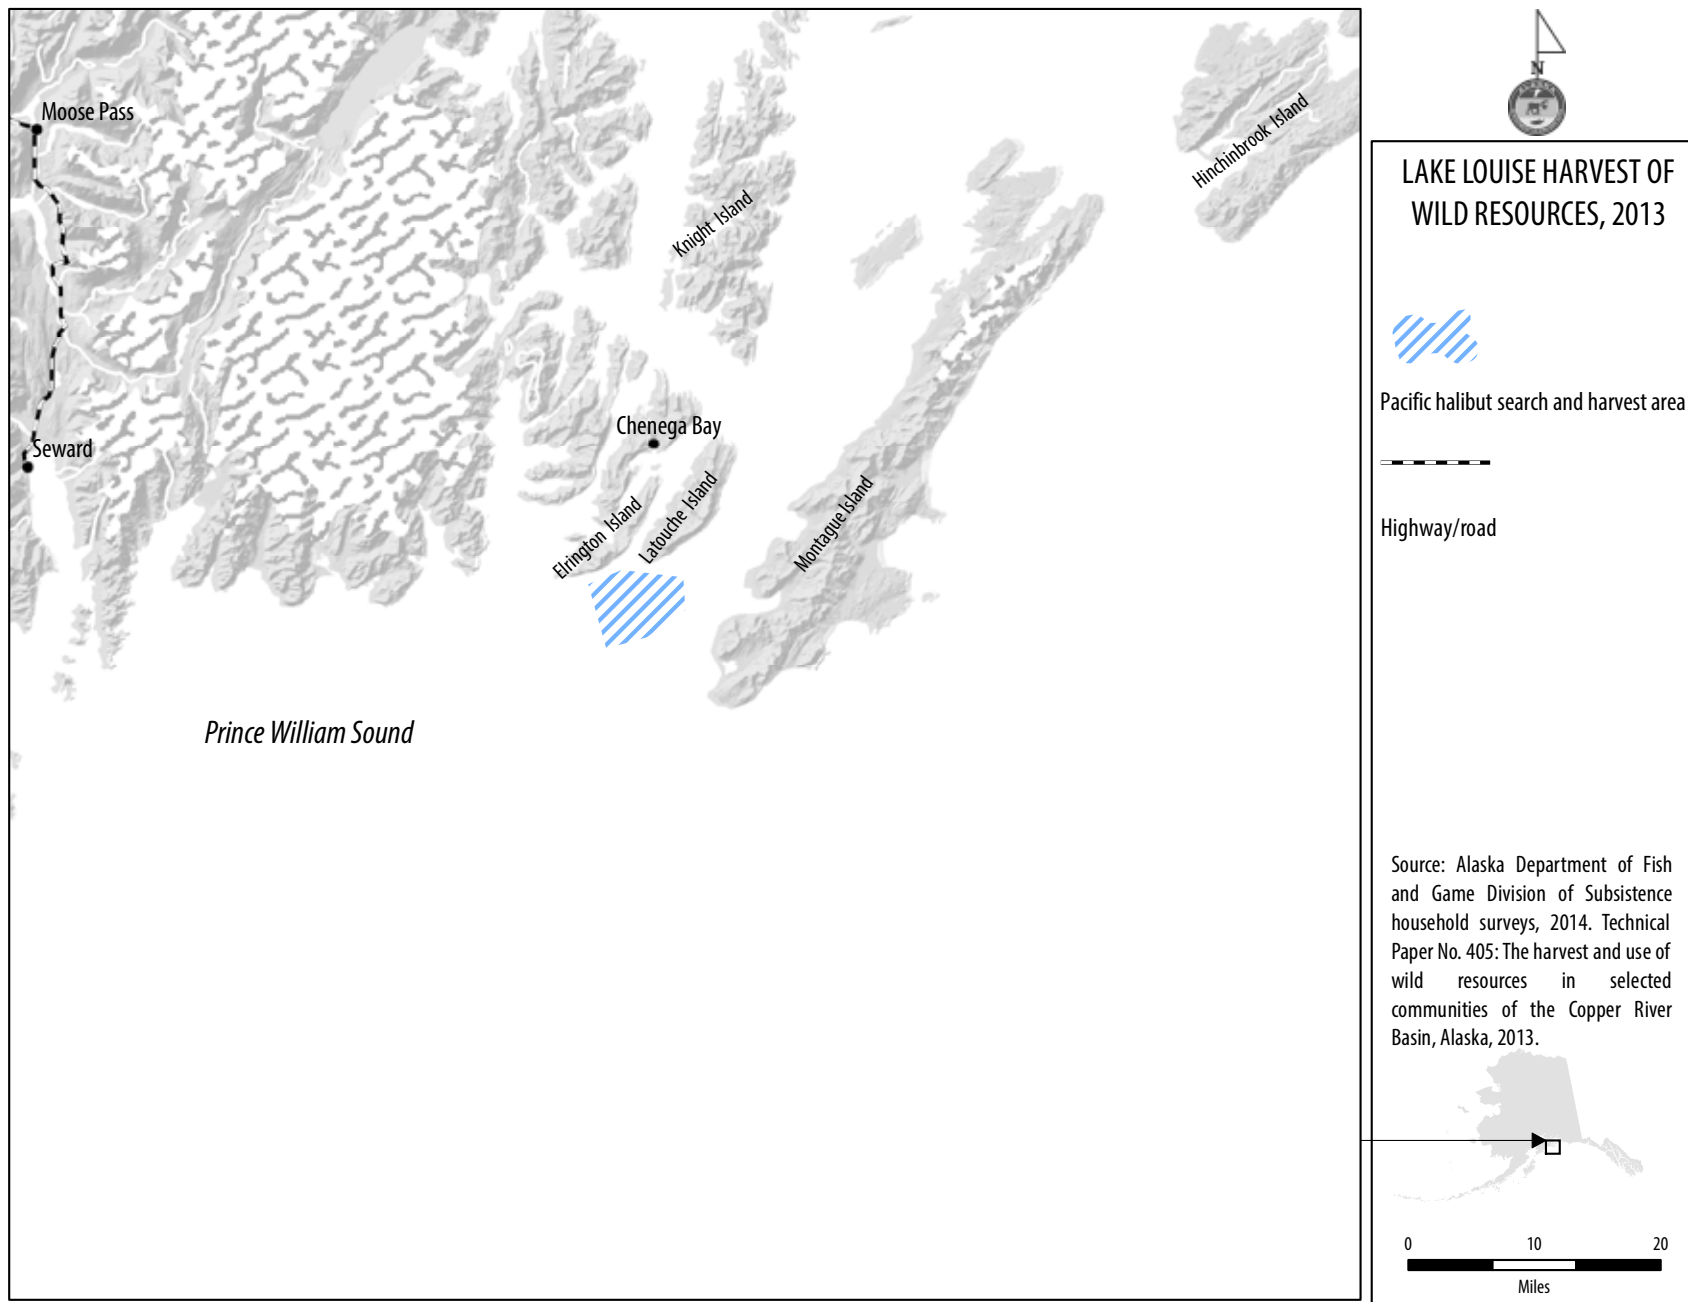 Moose Pass
Hinchinbrook Island
Knight Island
Chenega Bay
Seward
Elrington Island
Latouche Island
Montague Island
Prince William Sound
N
ALASKA
LAKE LOUISE HARVEST OF
WILD RESOURCES, 2013
Pacific halibut search and harvest area
Highway/road
Source: Alaska Department of Fish
and Game Division of Subsistence
household surveys, 2014. Technical
Paper No. 405: The harvest and use of
wild resources in selected
communities of the Copper River
Basin, Alaska, 2013.
0 10 20
Miles